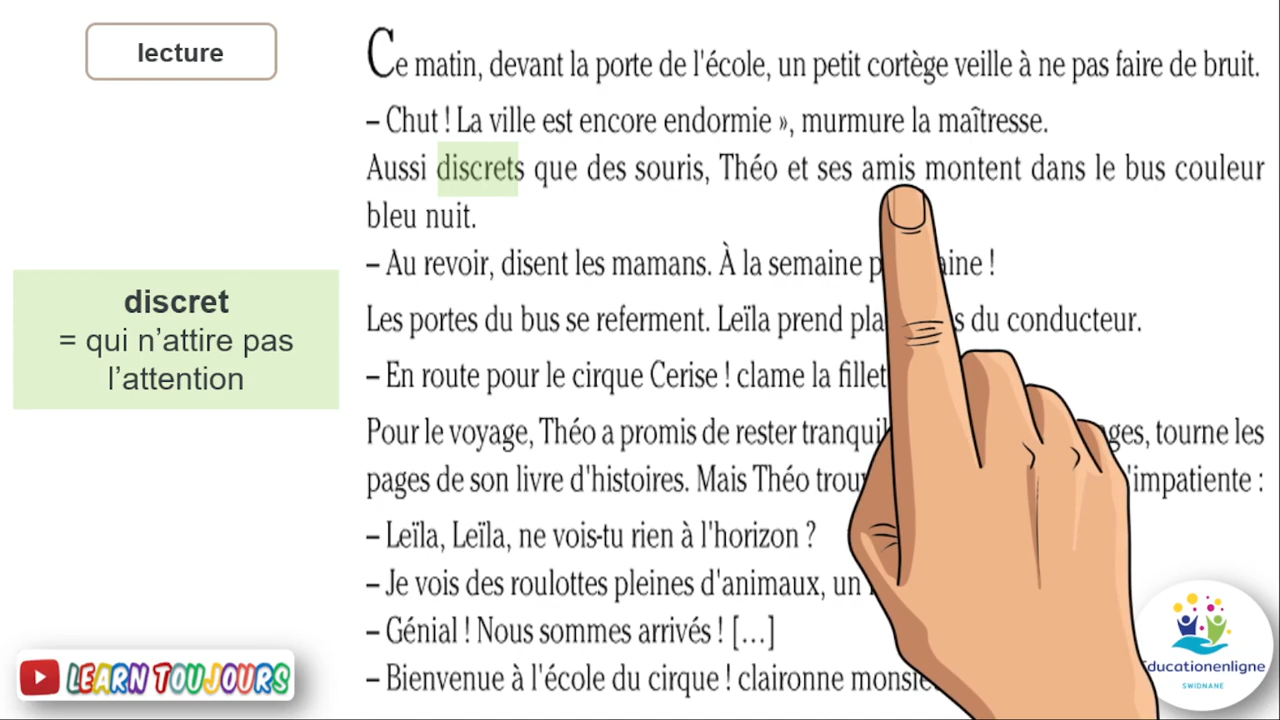 lecture
Ce matin, devant la porte de l'école, un petit cortège veille à ne pas faire de bruit.
– Chut ! La ville est encore endormie », murmure la maîtresse.
Aussi discrets que des souris, Théo et ses amis montent dans le bus couleur
bleu nuit.
– Au revoir, disent les mamans. À la semaine !
Les portes du bus se referment. Leïla prend du conducteur.
– En route pour le cirque Cerise ! clame la
Pour le voyage, Théo a promis de rester tourne les
pages de son livre d'histoires. Mais Théo s'impatiente :
– Leïla, Leïla, ne vois-tu rien à l'horizon ?
– Je vois des roulottes pleines d'animaux, un
– Génial ! Nous sommes arrivés ! [...]
– Bienvenue à l'école du cirque ! claironne
discret
= qui n'attire pas
l'attention
LEARN TOUJOURS
Educationenligne
SWIDNANE